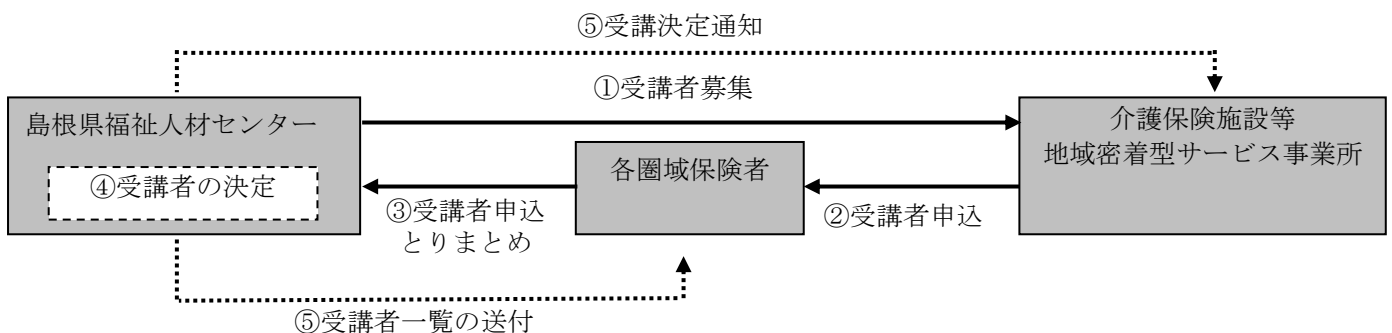 ⑤受講決定通知
①受講者募集
島根県福祉人材センター
④受講者の決定
各圏域保険者
介護保険施設等
地域密着型サービス事業所
③受講者申込
とりまとめ
②受講者申込
⑤受講者一覧の送付